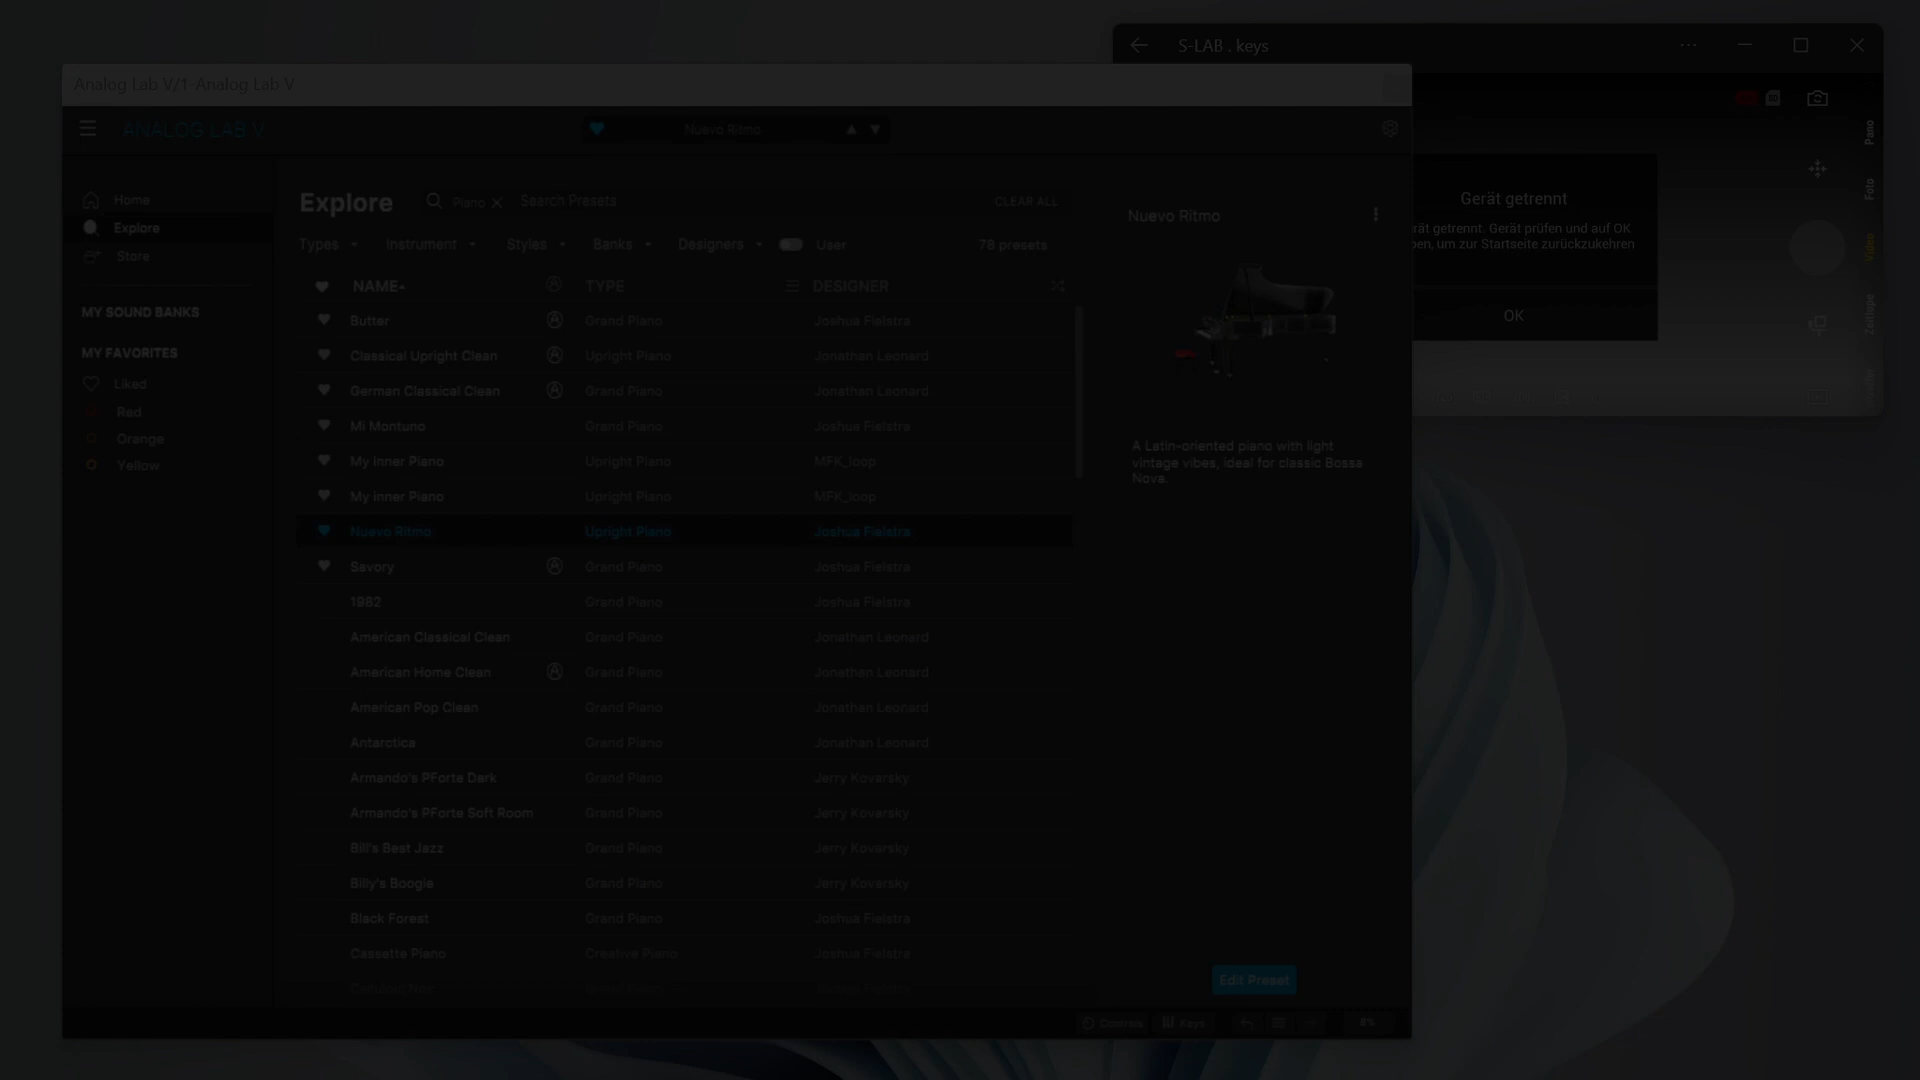 S-LAB . keys
Analog Lab V/1-Analog Lab V
ANALOG LAB V
Nuevo Ritmo
Home
Explore
Store
MY SOUND BANKS
MY FAVORITES
Liked
Red
Orange
Yellow
Explore
Piano
Search Presets
CLEAR ALL
Types
Instrument
Styles
Banks
Designers
User
78 presets
NAME
TYPE
DESIGNER
Butter Grand Piano Joshua Fielstra
Classical Upright Clean Upright Piano Jonathan Leonard
German Classical Clean Grand Piano Jonathan Leonard
Mi Montuno Grand Piano Joshua Fielstra
My Inner Piano Upright Piano MFK_loop
My inner Piano Upright Piano MFK_loop
Nuevo Ritmo Upright Piano Joshua Fielstra
Savory Grand Piano Joshua Fielstra
1982 Grand Piano Joshua Fielstra
American Classical Clean Grand Piano Jonathan Leonard
American Home Clean Grand Piano Jonathan Leonard
American Pop Clean Grand Piano Jonathan Leonard
Antarctica Grand Piano Jonathan Leonard
Armando's PForte Dark Grand Piano Jerry Kovarsky
Armando's PForte Soft Room Grand Piano Jerry Kovarsky
Bill's Best Jazz Grand Piano Jerry Kovarsky
Billy's Boogie Grand Piano Jerry Kovarsky
Black Forest Grand Piano Joshua Fielstra
Cassette Piano Creative Piano Joshua Fielstra
Nuevo Ritmo
A Latin-oriented piano with light
vintage vibes, ideal for classic Bossa
Nova.
Edit Preset
Controls
Keys
8%
Gerät getrennt
rät getrennt. Gerät prüfen und auf OK
pen, um zur Startseite zurückzukehren
OK
Pano
Foto
Video
Zeitlupe